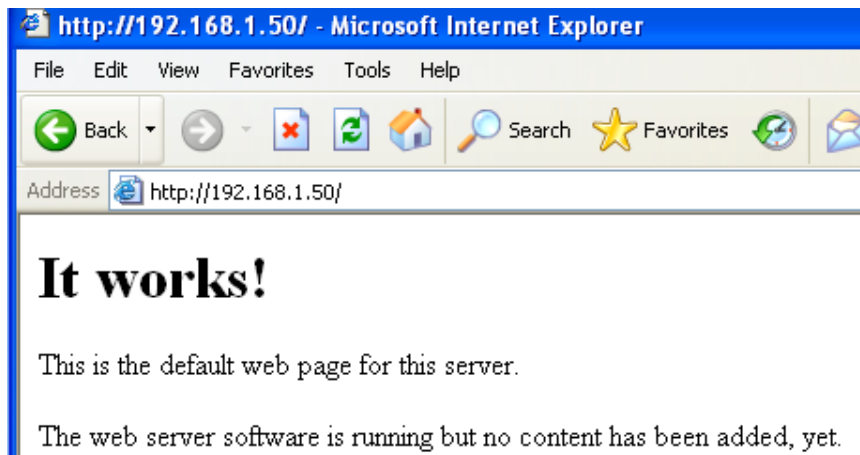 http://192.168.1.50/ - Microsoft Internet Explorer
File Edit View Favorites Tools Help
Back Search Favorites
Address http://192.168.1.50/
It works!
This is the default web page for this server.
The web server software is running but no content has been added, yet.